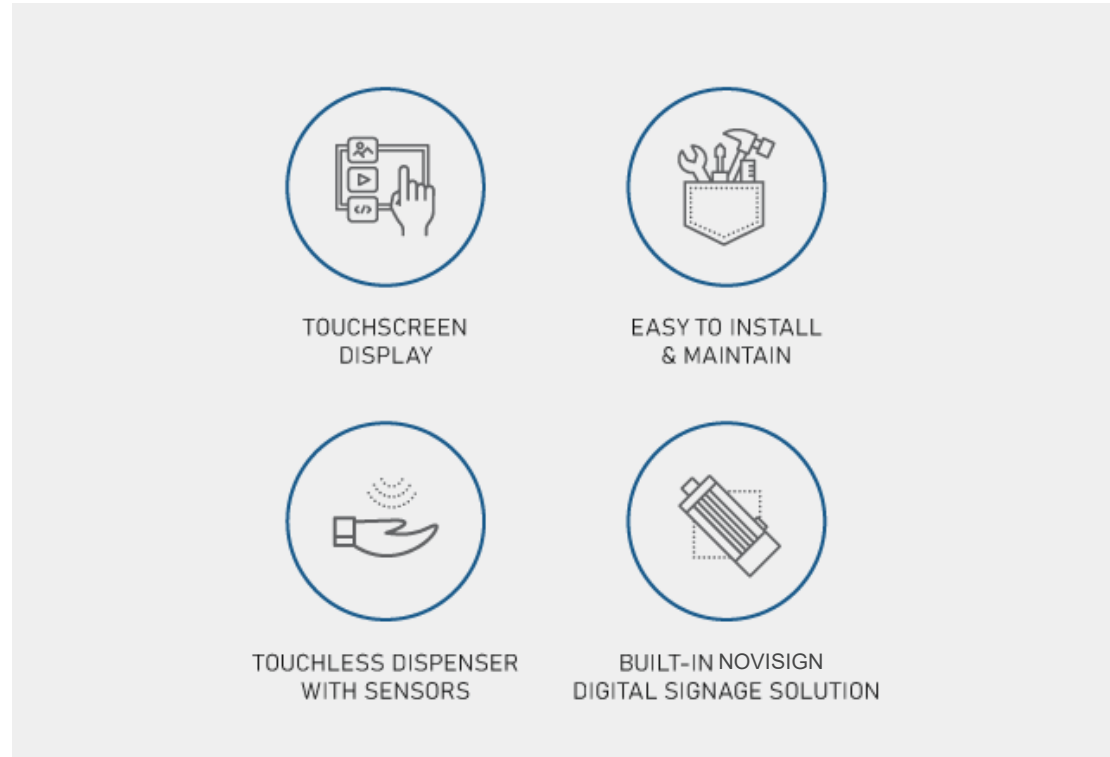 TOUCHSCREEN
DISPLAY
EASY TO INSTALL
& MAINTAIN
TOUCHLESS DISPENSER
WITH SENSORS
BUILT-IN NOVISIGN
DIGITAL SIGNAGE SOLUTION